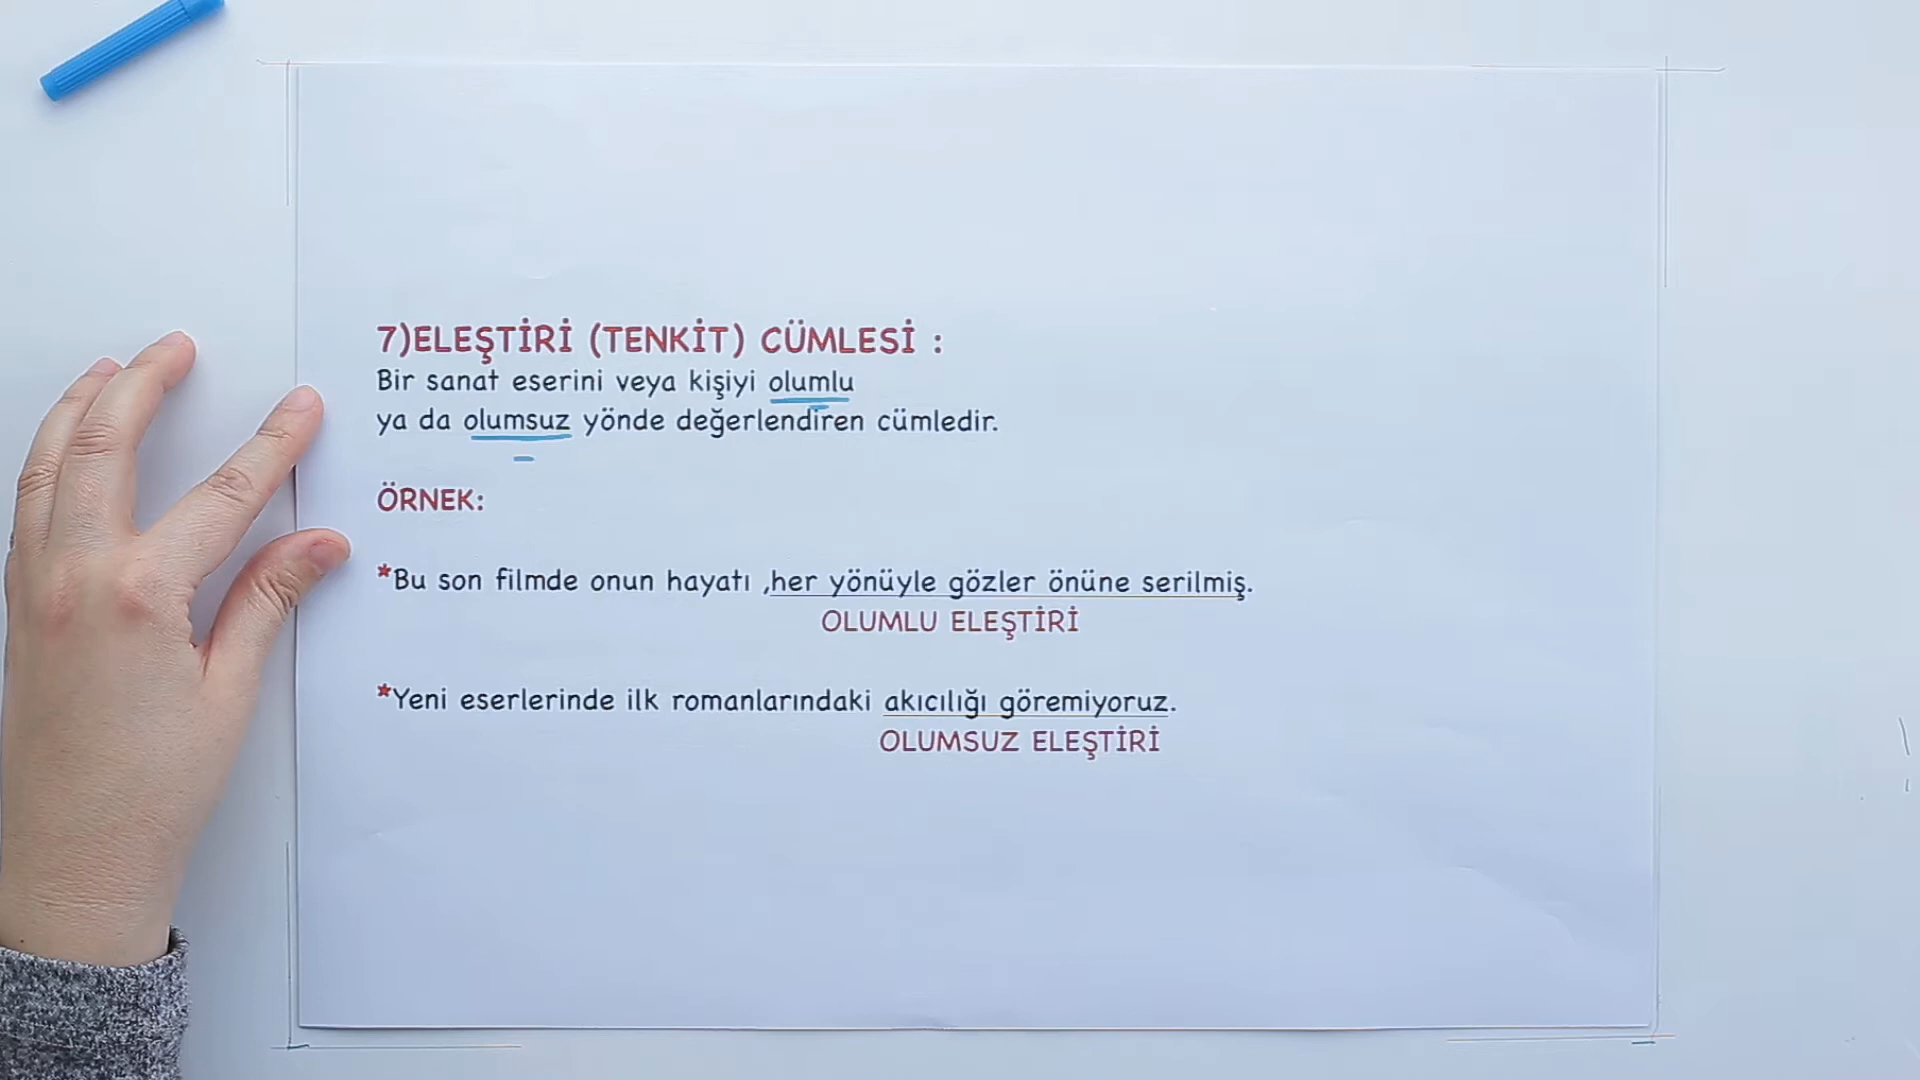 7)ELEŞTİRİ (TENKİT) CÜMLESİ :
Bir sanat eserini veya kişiyi olumlu
ya da olumsuz yönde değerlendiren cümledir.
ÖRNEK:
*Bu son filmde onun hayatı ,her yönüyle gözler önüne serilmiş.
OLUMLU ELEŞTİRİ
*Yeni eserlerinde ilk romanlarındaki akıcılığı göremiyoruz.
OLUMSUZ ELEŞTİRİ